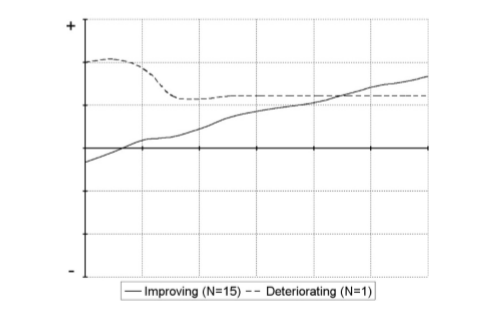 +
-
Improving (N=15) Deteriorating (N=1)